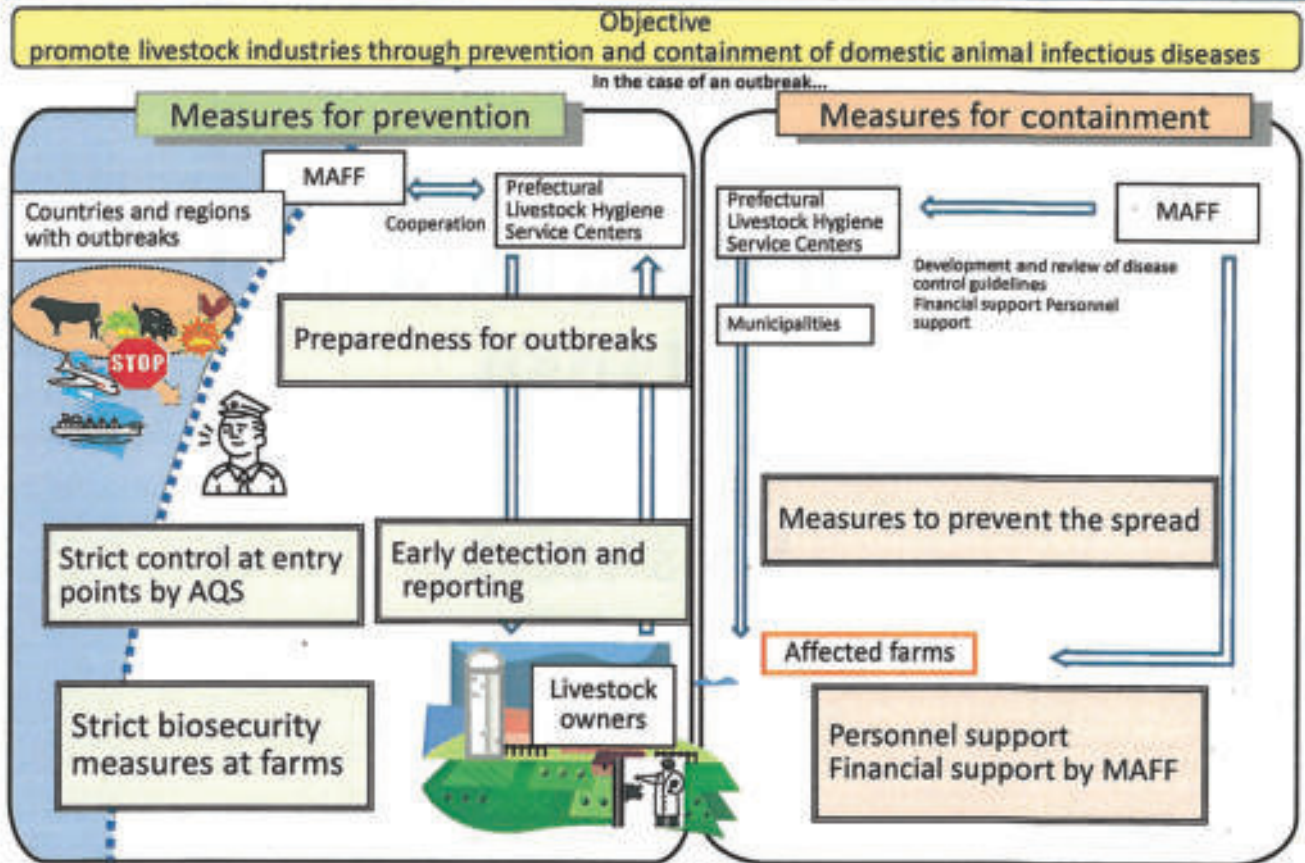 Objective
promote livestock industries through prevention and containment of domestic animal infectious diseases
In the case of an outbreak...
Measures for prevention
MAFF
Cooperation
Prefectural
Livestock Hygiene
Service Centers
Countries and regions
with outbreaks
STOP
Preparedness for outbreaks
Strict control at entry
points by AQS
Early detection and
reporting
Strict biosecurity
measures at farms
Livestock
owners
Measures for containment
Prefectural
Livestock Hygiene
Service Centers
MAFF
Development and review of disease
control guidelines
Financial support Personnel
support
Municipalities
Measures to prevent the spread
Affected farms
Personnel support
Financial support by MAFF